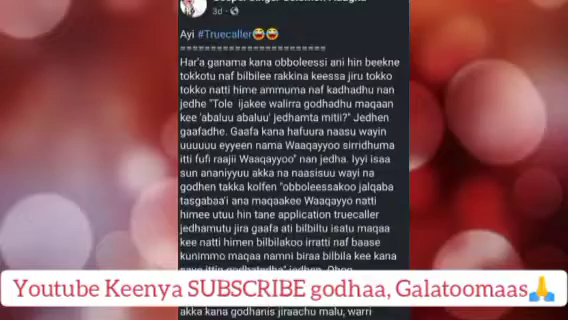 3d
Ayi #Truecaller😂😂
=======================
Har'a ganama kana obboleessi ani hin beekne
tokkotu naf bilbilee rakkina keessa jiru tokko
tokko natti hime ammuma naf kadhadhu nan
jedhe "Tole ijakee walirra godhadhu maqaan
kee 'abaluu abaluu' jedhamta mitii?" Jedhen
gaafadhe. Gaafa kana hafuura naasu wayin
uuuuuu eyyeen nama Waaqayyoo sirridhuma
itti fufi raajii Waaqayyoo" nan jedha. Iyyi isaa
sun ananiyyuu akka na naasisuu wayi na
godhen takka kolfen "obboleessakoo jalqaba
tasgabaa'i ana maqaakee Waaqayyo natti
himee utuu hin tane application truecaller
jedhamutu jira gaafa ati bilbiltu isatu maqaa
kee natti himen bilbilakoo irratti naf baase
kunimmo maqaa namni biraa bilbila kee kana
Youtube Keenya SUBSCRIBE godhaa, Galatoomaas🙏
akka kana godhanis jiraachu malu, warri